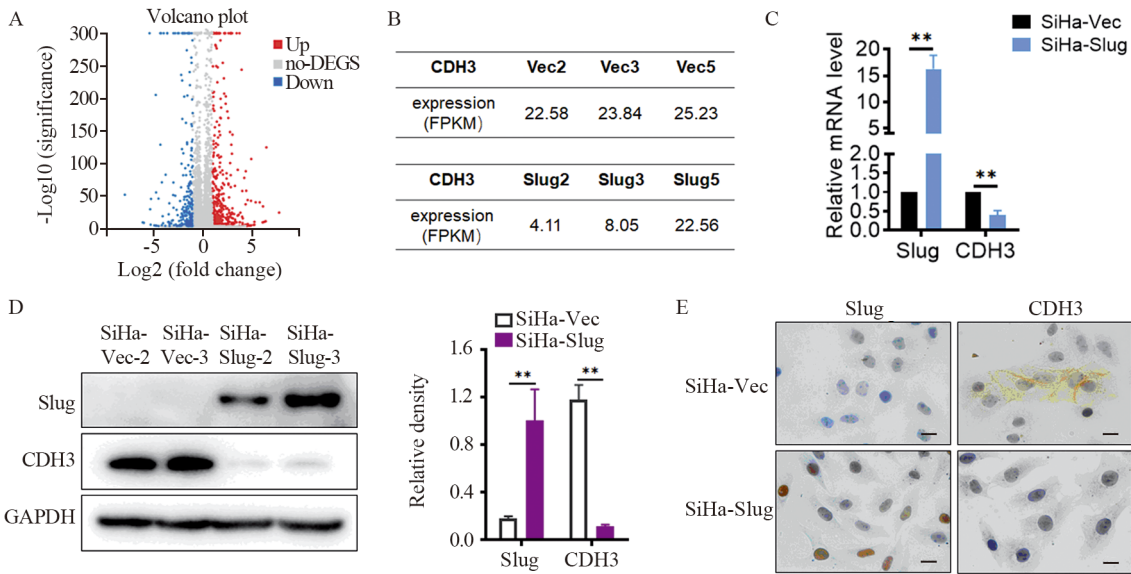 A
Volcano plot
-Log10 (significance)
300
250
200
150
100
50
0
-5
0
5
Log2 (fold change)
Up
no-DEGS
Down
B
CDH3 Vec2 Vec3 Vec5
expression
(FPKM) 22.58 23.84 25.23
CDH3 Slug2 Slug3 Slug5
expression
(FPKM) 4.11 8.05 22.56
C
SiHa-Vec
SiHa-Slug
Relative mRNA level
20
15
10
5
2.0
1.5
1.0
0.5
0.0
**
**
Slug CDH3
D
SiHa-Vec-2
SiHa-Vec-3
SiHa-Slug-2
SiHa-Slug-3
Slug
CDH3
GAPDH
SiHa-Vec
SiHa-Slug
Relative density
1.6
1.2
0.8
0.4
0.0
**
**
Slug CDH3
E
Slug CDH3
SiHa-Vec
SiHa-Slug